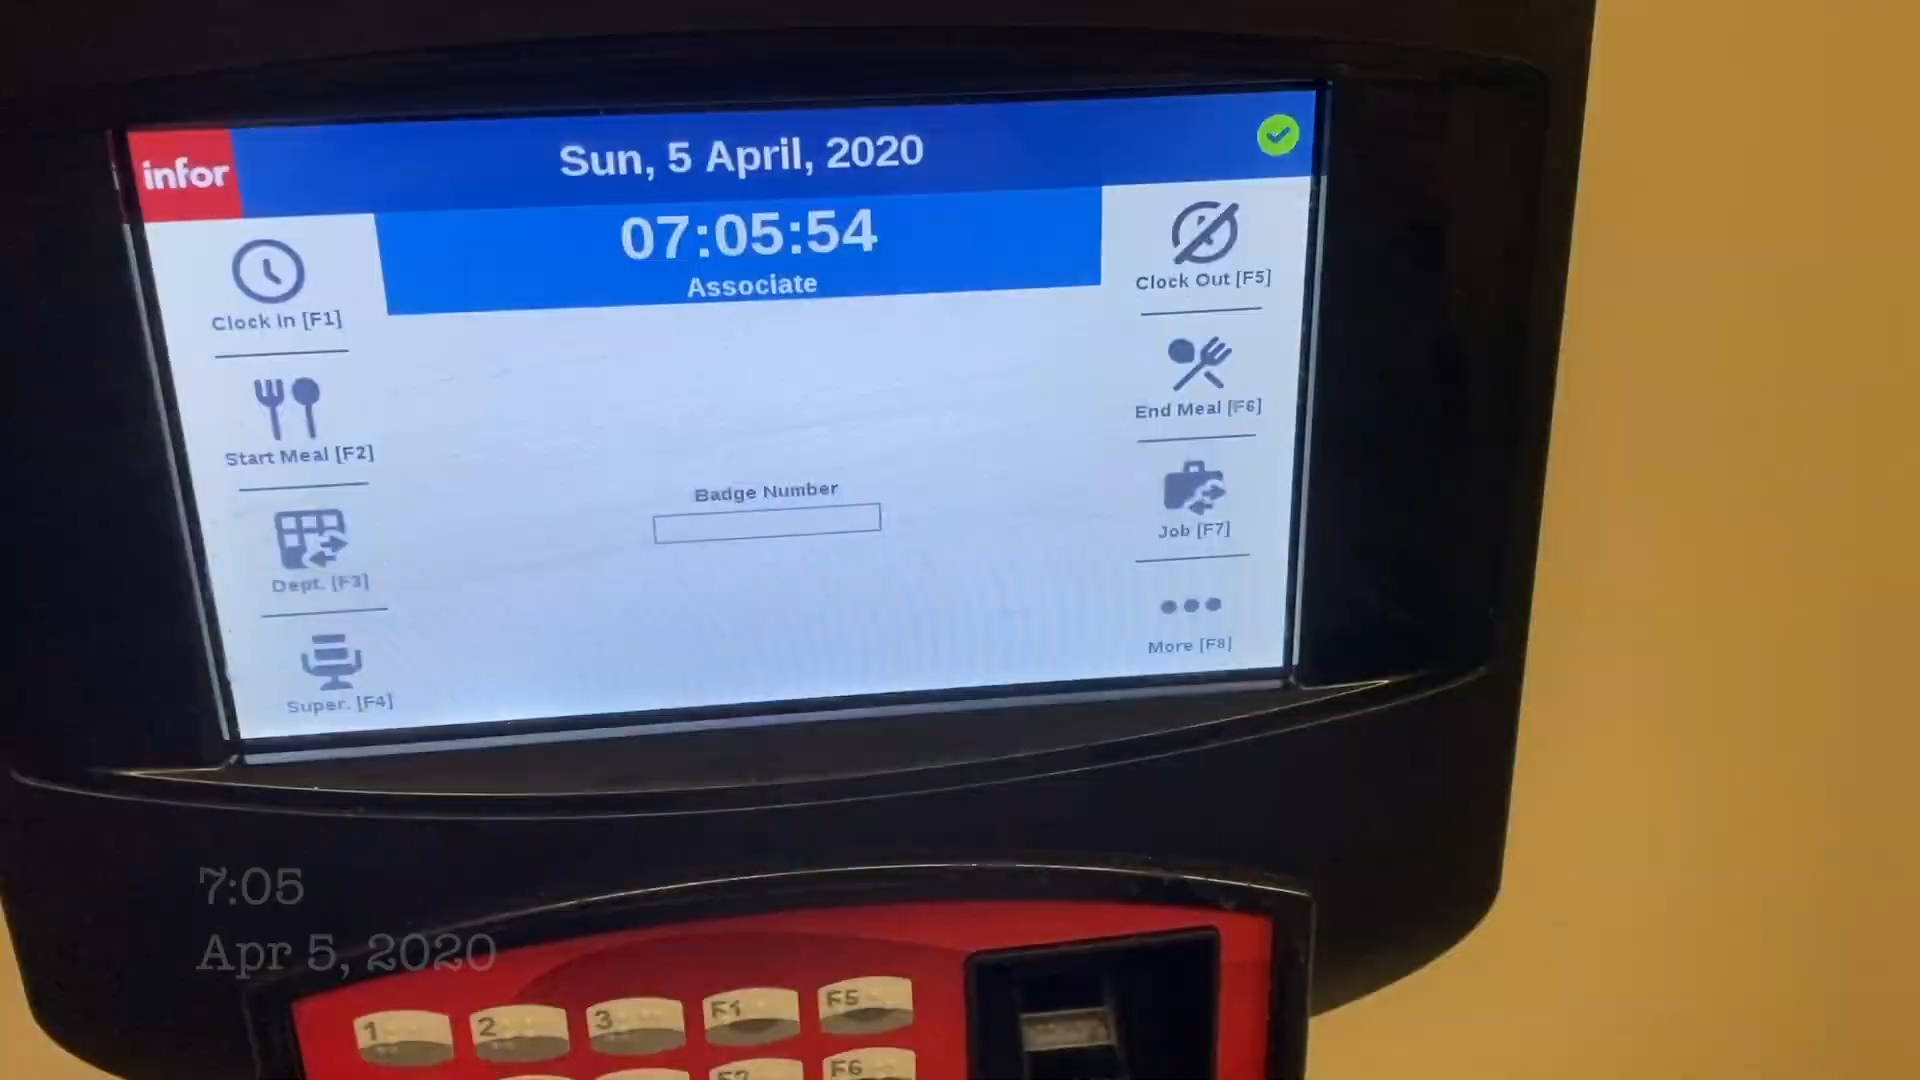 infor
Sun, 5 April, 2020
07:05:54
Associate
Clock In [F1]
Start Meal [F2]
Dept. [F3]
Super. [F4]
Badge Number
Clock Out [F5]
End Meal [F6]
Job [F7]
More [F8]
7:05
Apr 5, 2020
1
2
3
F1
F5
F6